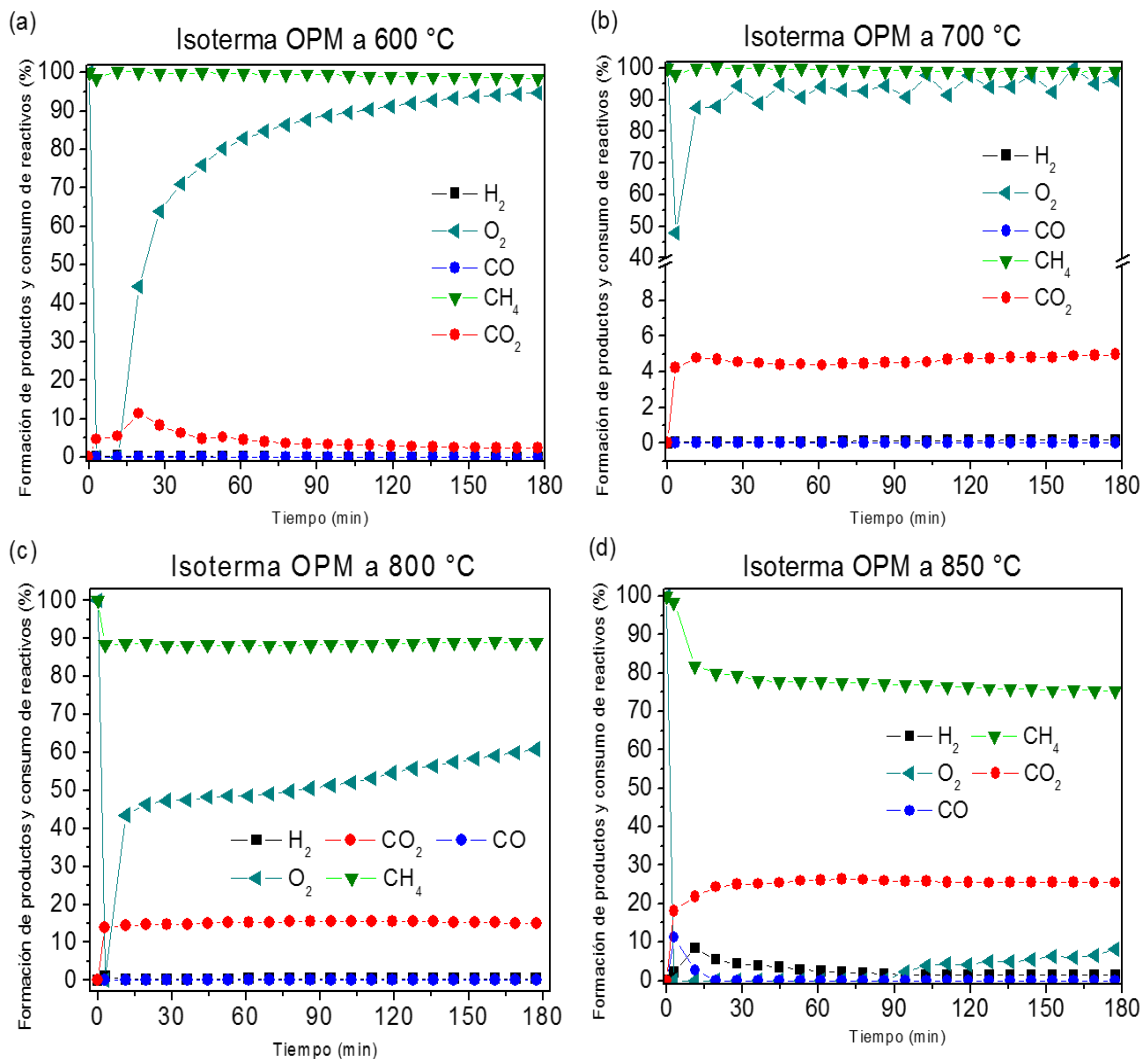 (a)
Isoterma OPM a 600 °C
Formación de productos y consumo de reactivos (%)
100
90
80
70
60
50
40
30
20
10
0
H₂
O₂
CO
CH₄
CO₂
0 30 60 90 120 150 180
Tiempo (min)
(b)
Isoterma OPM a 700 °C
Formación de productos y consumo de reactivos (%)
100
90
80
70
60
50
40
8
6
4
2
0
H₂
O₂
CO
CH₄
CO₂
0 30 60 90 120 150 180
Tiempo (min)
(c)
Isoterma OPM a 800 °C
Formación de productos y consumo de reactivos (%)
100
90
80
70
60
50
40
30
20
10
0
H₂ CO₂ CO
O₂ CH₄
0 30 60 90 120 150 180
Tiempo (min)
(d)
Isoterma OPM a 850 °C
Formación de productos y consumo de reactivos (%)
100
90
80
70
60
50
40
30
20
10
0
H₂ CH₄
O₂ CO₂
CO
0 30 60 90 120 150 180
Tiempo (min)